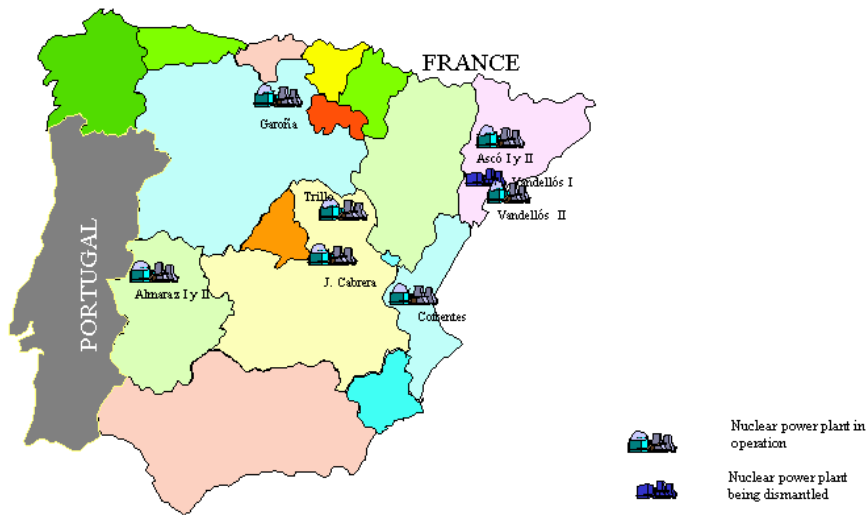 FRANCE
Garoña
Ascó I y II
Vandellós I
Trillo
Vandellós II
J. Cabrera
Almaraz I y II
Cofrentes
PORTUGAL
Nuclear power plant in
operation
Nuclear power plant
being dismantled